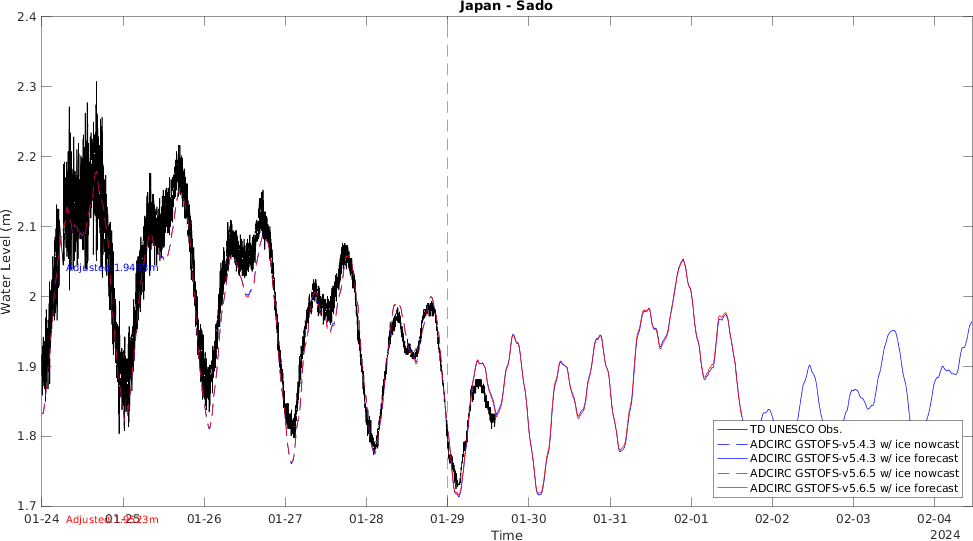 Japan - Sado
2.4
2.3
2.2
2.1
2
1.9
1.8
1.7
Water Level (m)
Adjusted
TD UNESCO Obs.
ADCIRC GSTOFS-v5.4.3 w/ ice nowcast
ADCIRC GSTOFS-v5.4.3 w/ ice forecast
ADCIRC GSTOFS-v5.6.5 w/ ice nowcast
ADCIRC GSTOFS-v5.6.5 w/ ice forecast
01-24 01-25 01-26 01-27 01-28 01-29 01-30 01-31 02-01 02-02 02-03 02-04
Adjusted
Time
2024